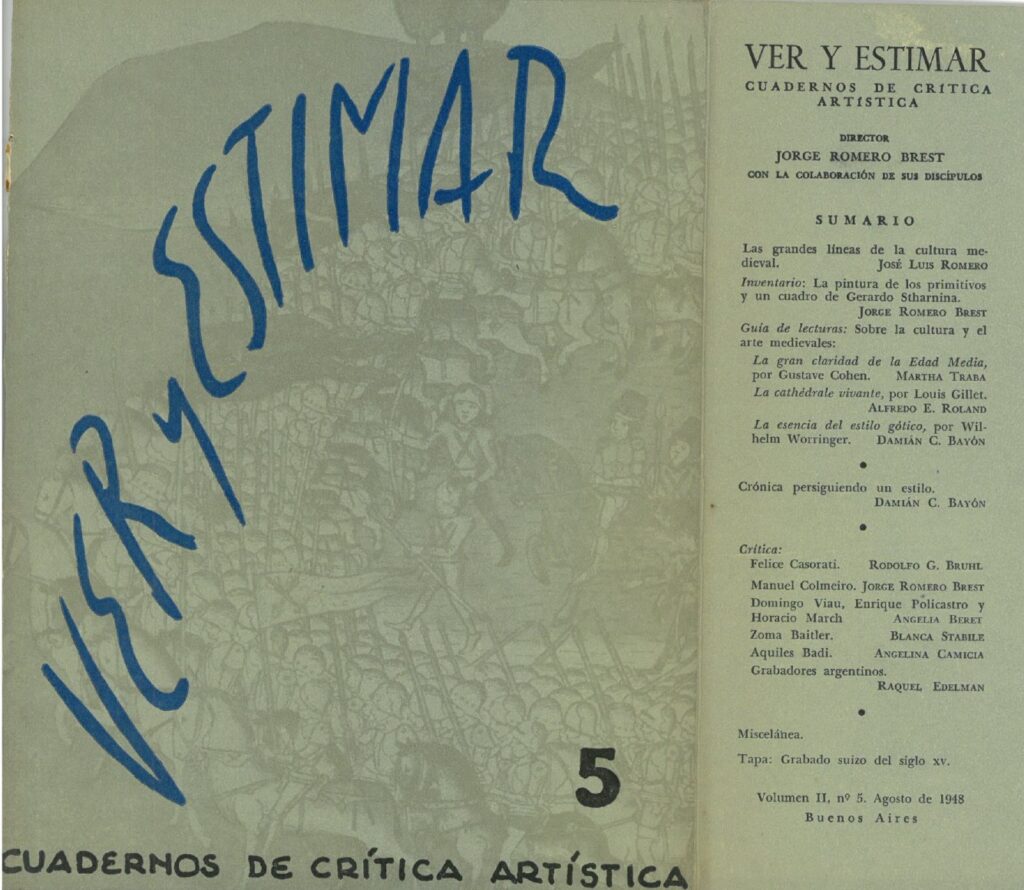 VER y ESTIMAR
5
CUADERNOS DE CRÍTICA ARTÍSTICA
VER Y ESTIMAR
CUADERNOS DE CRÍTICA
ARTÍSTICA
DIRECTOR
JORGE ROMERO BREST
CON LA COLABORACIÓN DE SUS DISCÍPULOS
SUMARIO
Las grandes líneas de la cultura me-
dieval. JOSÉ LUIS ROMERO
Inventario: La pintura de los primitivos
y un cuadro de Gerardo Stharnina.
JORGE ROMERO BREST
Guía de lecturas: Sobre la cultura y el
arte medievales:
La gran claridad de la Edad Media,
por Gustave Cohen. MARTHA TRABA
La cathédrale vivante, por Louis Gillet.
ALFREDO E. ROLAND
La esencia del estilo gótico, por Wil-
helm Worringer. DAMIÁN C. BAYÓN
Crónica persiguiendo un estilo.
DAMIÁN C. BAYÓN
Crítica:
Felice Casorati. RODOLFO G. BRUHL
Manuel Colmeiro. JORGE ROMERO BREST
Domingo Viau, Enrique Policastro y
Horacio March ANGELIA BERET
Zoma Baitler. BLANCA STABILE
Aquiles Badi. ANGELINA CAMICIA
Grabadores argentinos.
RAQUEL EDELMAN
Miscelánea.
Tapa: Grabado suizo del siglo XV.
Volumen II, nº 5. Agosto de 1948
Buenos Aires